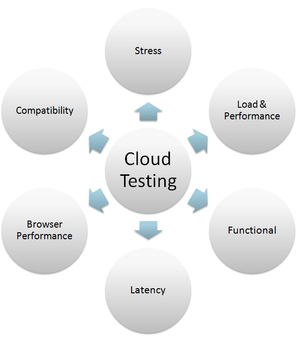 Stress
Compatibility
Load &
Performance
Cloud
Testing
Browser
Performance
Functional
Latency